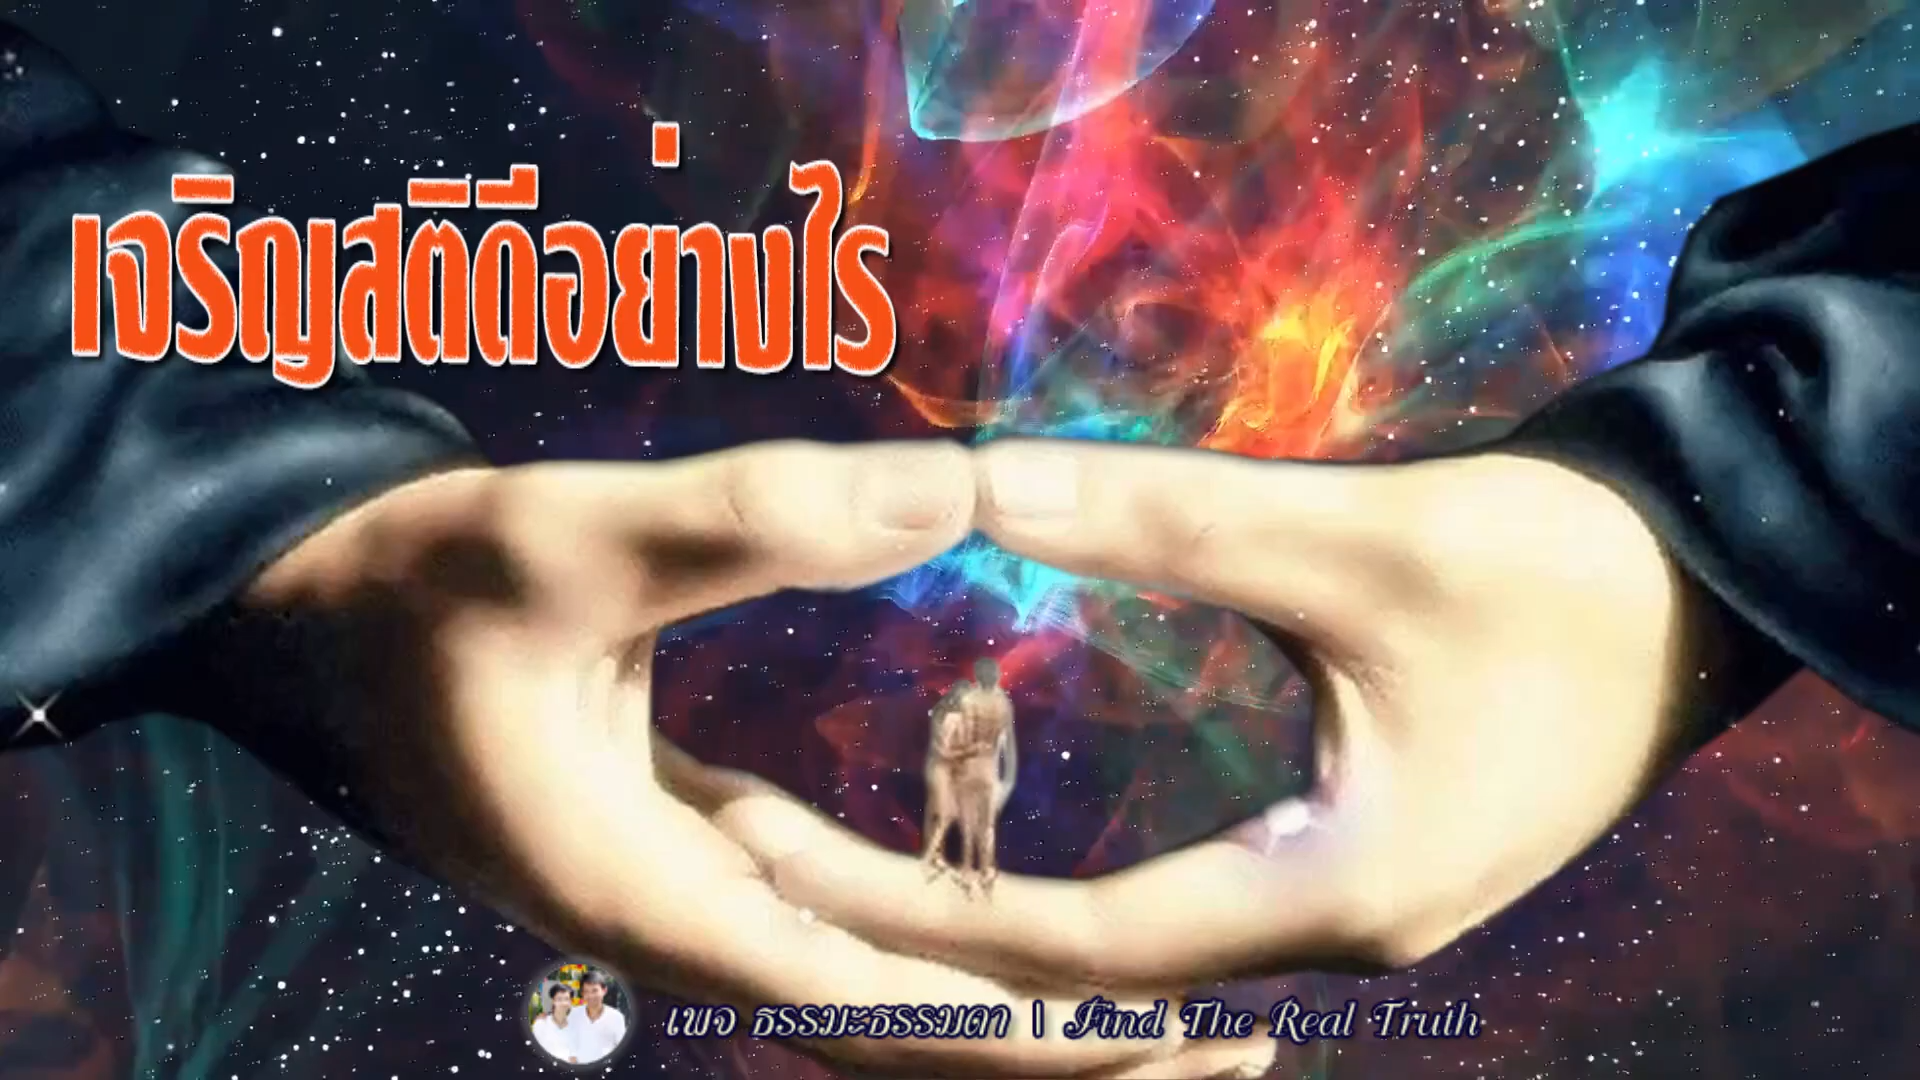 เจริญสติดีอย่างไร
เพจ ธรรมะธรรมดา | Find The Real Truth